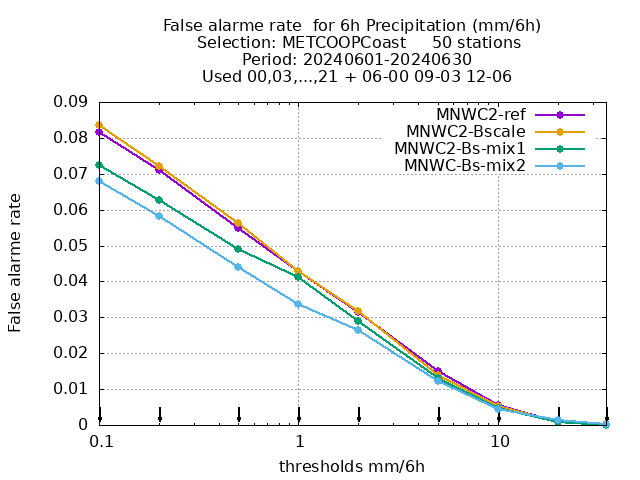 False alarme rate  for 6h Precipitation (mm/6h)
Selection: METCOOPCoast     50 stations
Period: 20240601-20240630
Used 00,03,...,21 + 06-00 09-03 12-06
MNWC2-ref
MNWC2-Bscale
MNWC2-Bs-mix1
MNWC-Bs-mix2
0.09
0.08
0.07
0.06
0.05
0.04
0.03
0.02
0.01
0
False alarme rate
0.1 1 10
thresholds mm/6h